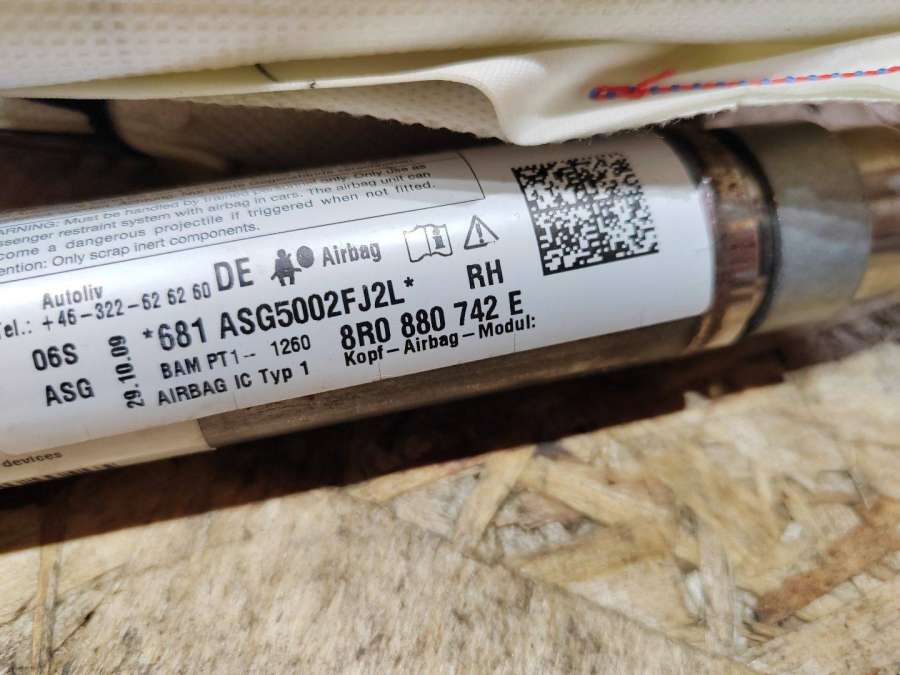 WARNING: Must be handled by trained personnel only. Only use as
passenger restraint system with airbag in cars. The airbag unit can
become a dangerous projectile if triggered when not fitted.
Attention: Only scrap inert components.
Autoliv
Tel.: +46-322-62 62 60 DE Airbag
06S
ASG
29.10.09
*681 ASG5002FJ2L* RH
BAM PT1-- 1260 8R0 880 742 E
AIRBAG IC Typ 1 Kopf-Airbag-Modul:
devices